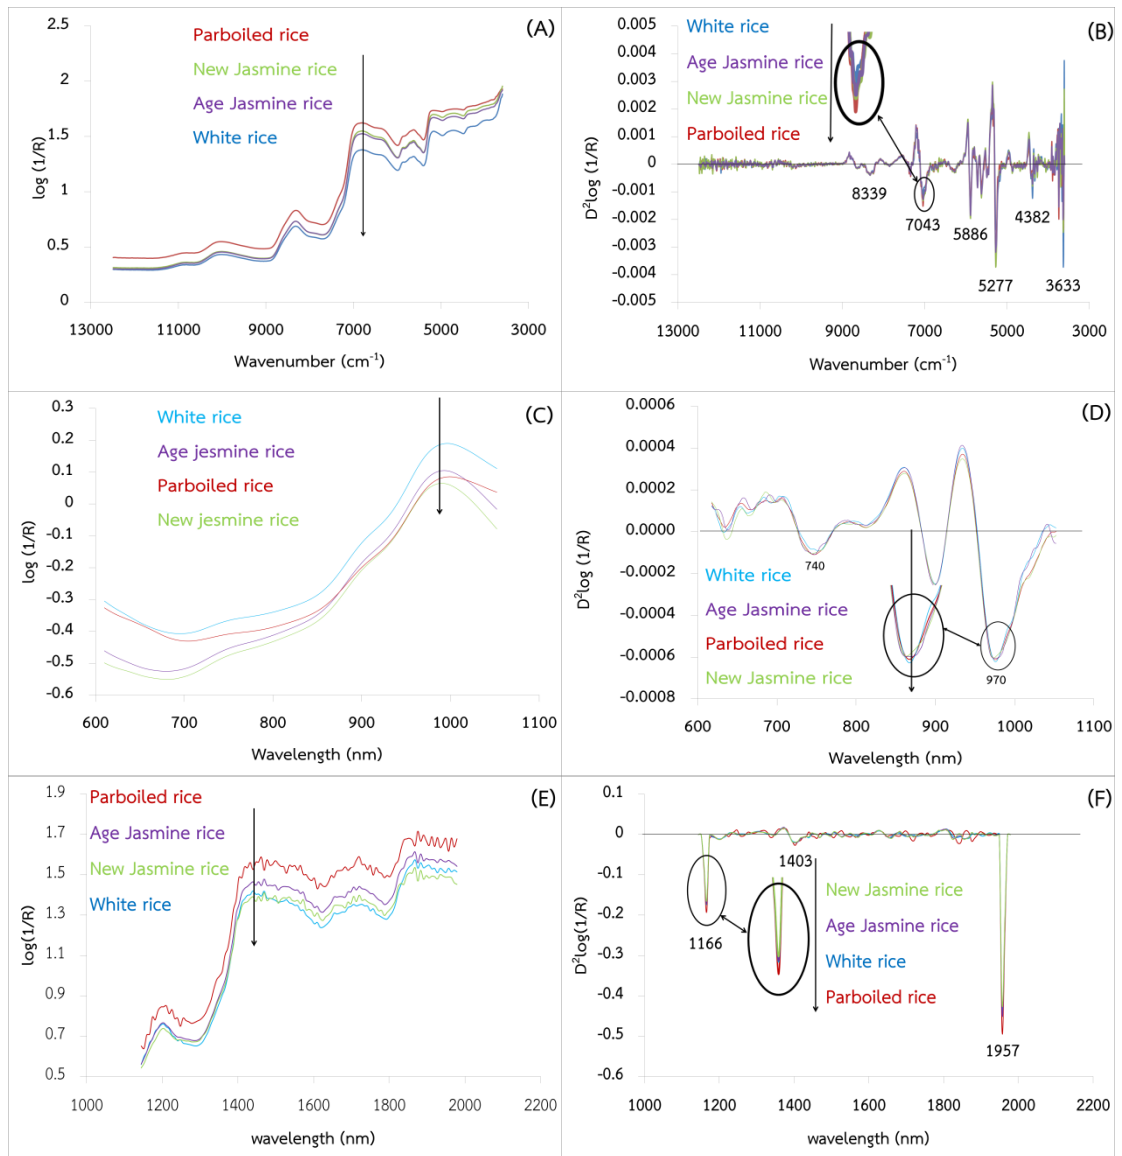 (A)
Parboiled rice
New Jasmine rice
Age Jasmine rice
White rice
2.5
2
1.5
1
0.5
0
log (1/R)
13000 11000 9000 7000 5000 3000
Wavenumber (cm-1)
(B)
White rice
Age Jasmine rice
New Jasmine rice
Parboiled rice
0.005
0.004
0.003
0.002
0.001
0
-0.001
-0.002
-0.003
-0.004
-0.005
D2log (1/R)
8339
7043
5886
5277
4382
3633
13000 11000 9000 7000 5000 3000
Wavenumber (cm-1)
(C)
White rice
Age jesmine rice
Parboiled rice
New jesmine rice
0.3
0.2
0.1
0
-0.1
-0.2
-0.3
-0.4
-0.5
-0.6
log (1/R)
600 700 800 900 1000 1100
Wavelength (nm)
(D)
0.0006
0.0004
0.0002
0.0000
-0.0002
-0.0004
-0.0006
-0.0008
D2log (1/R)
740
White rice
Age Jasmine rice
Parboiled rice
New Jasmine rice
970
600 700 800 900 1000 1100
Wavelength (nm)
(E)
Parboiled rice
Age Jasmine rice
New Jasmine rice
White rice
1.9
1.7
1.5
1.3
1.1
0.9
0.7
0.5
log(1/R)
1000 1200 1400 1600 1800 2000 2200
wavelength (nm)
(F)
0.1
0
-0.1
-0.2
-0.3
-0.4
-0.5
-0.6
D2log(1/R)
1403
1166
New Jasmine rice
Age Jasmine rice
White rice
Parboiled rice
1957
1000 1200 1400 1600 1800 2000 2200
wavelength (nm)